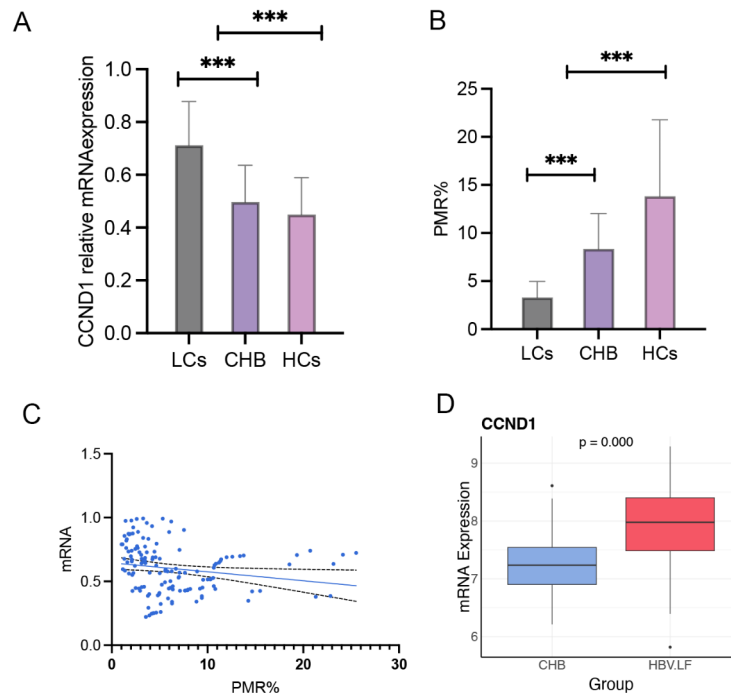 A
***
***
CCND1 relative mRNAexpression
1.0
0.8
0.6
0.4
0.2
0.0
LCs CHB HCs
B
***
***
PMR%
25
20
15
10
5
0
LCs CHB HCs
C
mRNA
1.5
1.0
0.5
0.0
0 10 20 30
PMR%
D
CCND1
p = 0.000
mRNA Expression
9
8
7
6
CHB HBV.LF
Group